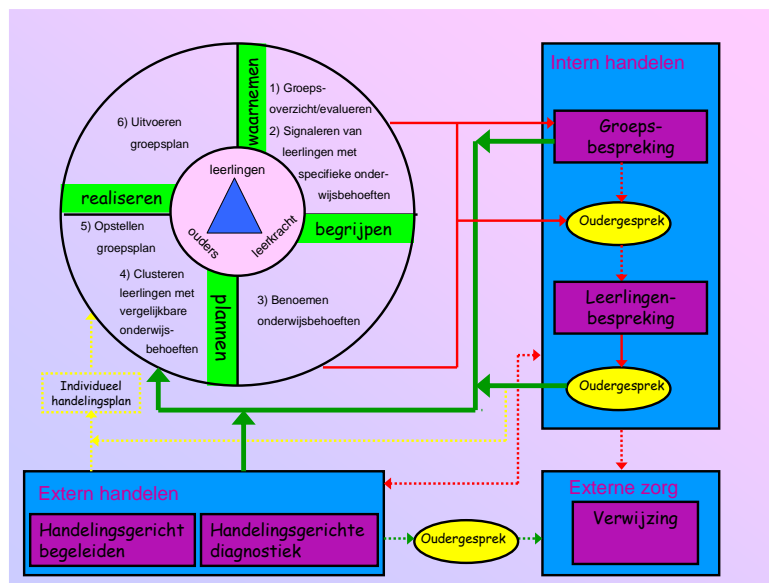 waarnemen
1) Groeps-
overzicht/evalueren
2) Signaleren van
leerlingen met
specifieke onder-
wijsbehoeften
begrijpen
3) Benoemen
onderwijsbehoeften
plannen
4) Clusteren
leerlingen met
vergelijkbare
onderwijs-
behoeften
5) Opstellen
groepsplan
realiseren
6) Uitvoeren
groepsplan
leerlingen
ouders
leerkracht
Intern handelen
Groeps-
bespreking
Oudergesprek
Leerlingen-
bespreking
Oudergesprek
Individueel
handelingsplan
Extern handelen
Handelingsgericht
begeleiden
Handelingsgerichte
diagnostiek
Oudergesprek
Externe zorg
Verwijzing